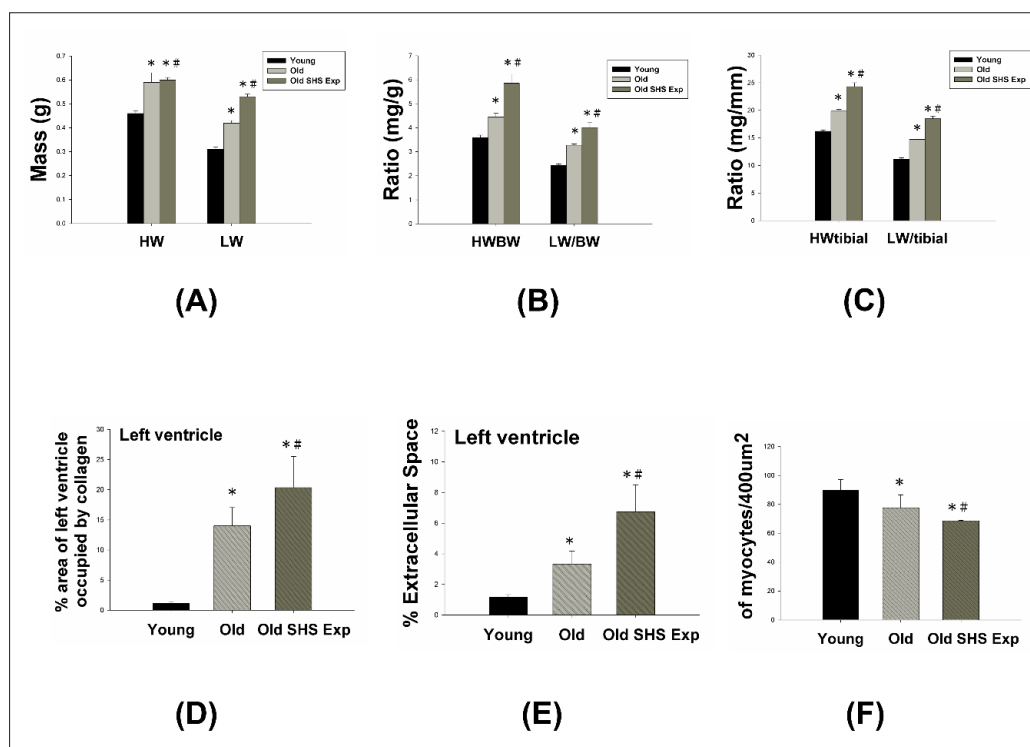 Mass (g)
0.7
0.6
0.5
0.4
0.3
0.2
0.1
0.0
Young
Old
Old SHS Exp
* * #
* * #
HW LW
(A)
Ratio (mg/g)
7
6
5
4
3
2
1
0
Young
Old
Old SHS Exp
* * #
* * #
HWBW LW/BW
(B)
Ratio (mg/mm)
25
20
15
10
5
0
Young
Old
Old SHS Exp
* * #
* * #
HWtibial LW/tibial
(C)
% area of left ventricle
occupied by collagen
30
25
20
15
10
5
0
Left ventricle
* * #
Young Old Old SHS Exp
(D)
% Extracellular Space
12
10
8
6
4
2
0
Left ventricle
* * #
Young Old Old SHS Exp
(E)
of myocytes/400um2
120
100
80
60
40
20
0
* * #
Young Old Old SHS Exp
(F)